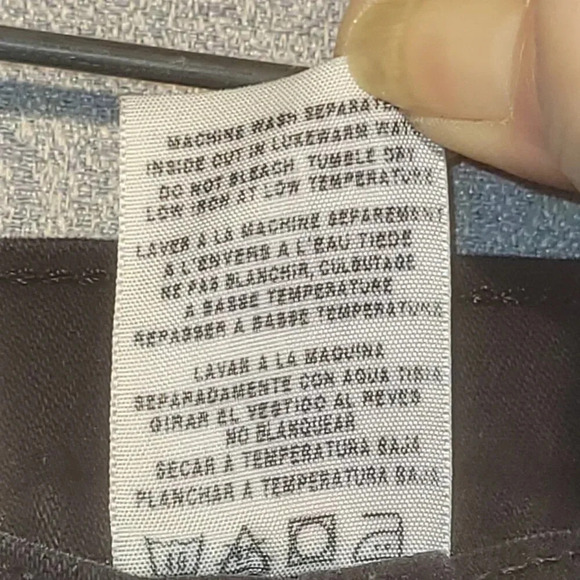 MACHINE WASH SEPARATE
INSIDE OUT IN LUKEWARM WAT
DO NOT BLEACH TUMBLE DRY
LOW IRON AT LOW TEMPERATURE
LAVER A LA MACHINE SEPAREMENT
A L'ENVERS A L'EAU TIEDE
NE PAS BLANCHIR, CULBUTAGE
A BASSE TEMPERATURE
REPASSER A BASSE TEMPERATURE
LAVAR A LA MAQUINA
SEPARADAMENTE CON AGUA TIBIA
GIRAR EL VESTIDO AL REVES
NO BLANQUEAR
SECAR A TEMPERATURA BAJA
PLANCHAR A TEMPERATURA BAJA